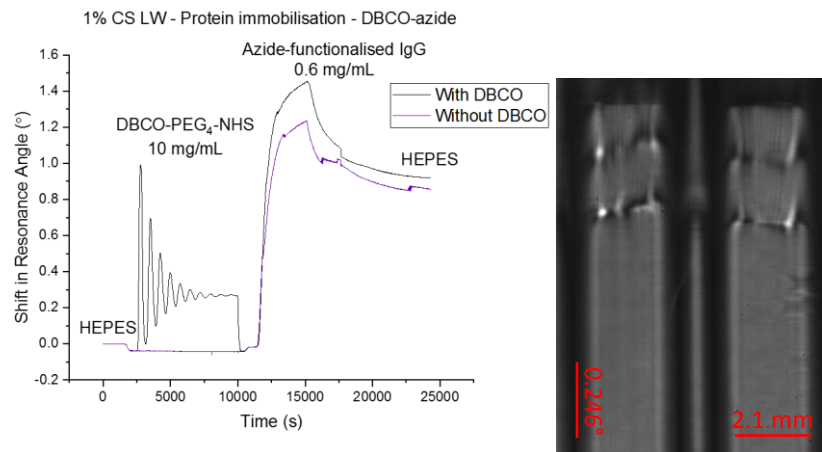 1% CS LW - Protein immobilisation - DBCO-azide
Azide-functionalised IgG
0.6 mg/mL
With DBCO
Without DBCO
DBCO-PEG₄-NHS
10 mg/mL
HEPES
HEPES
Shift in Resonance Angle (°)
1.6
1.4
1.2
1.0
0.8
0.6
0.4
0.2
0.0
-0.2
0
5000
10000
15000
20000
25000
Time (s)
0.246°
2.1 mm